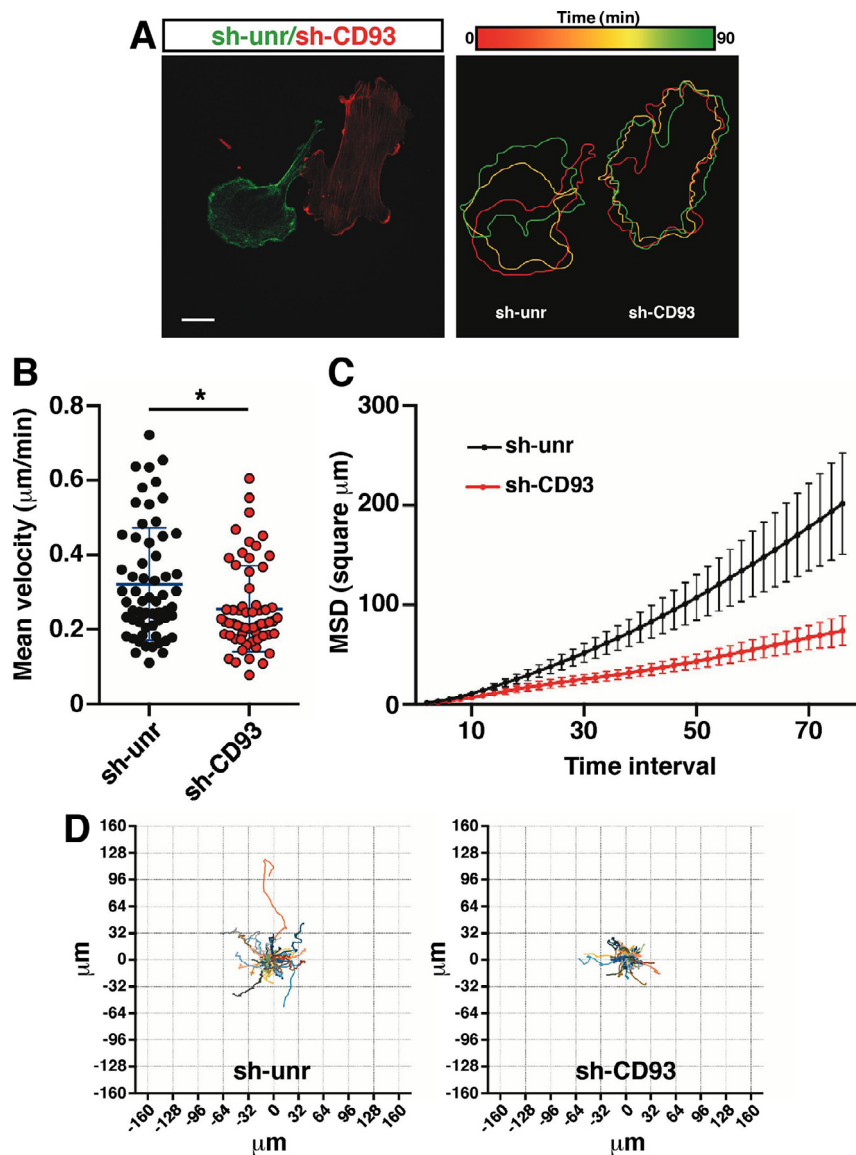 A
sh-unr/sh-CD93
Time (min)
0
90
sh-unr
sh-CD93
B
*
Mean velocity (μm/min)
0.8
0.6
0.4
0.2
0
sh-unr
sh-CD93
C
MSD (square μm)
300
200
100
0
sh-unr
sh-CD93
10
30
50
70
Time interval
D
μm
160
128
96
64
32
0
-32
-64
-96
-128
-160
sh-unr
-160 -128 -96 -64 -32 0 32 64 96 128 160
μm
μm
160
128
96
64
32
0
-32
-64
-96
-128
-160
sh-CD93
-160 -128 -96 -64 -32 0 32 64 96 128 160
μm